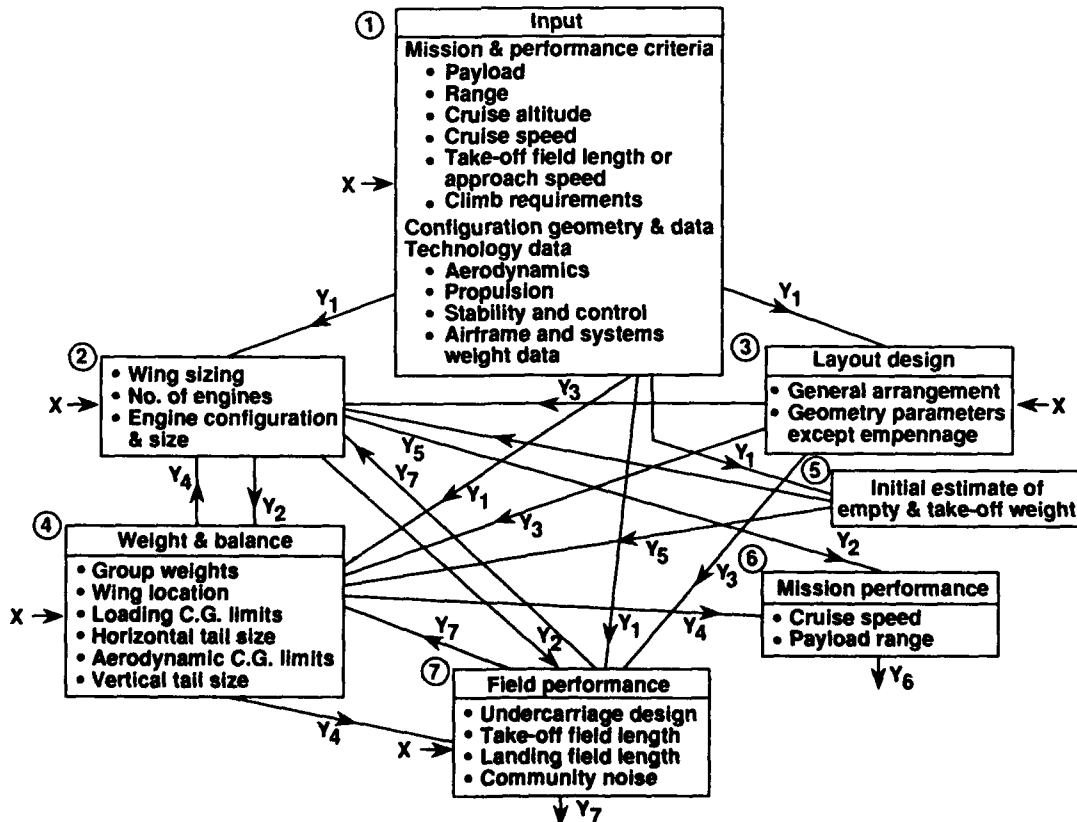 1
Input
Mission & performance criteria
• Payload
• Range
• Cruise altitude
• Cruise speed
• Take-off field length or
approach speed
• Climb requirements
Configuration geometry & data
Technology data
• Aerodynamics
• Propulsion
• Stability and control
• Airframe and systems
weight data
X
Y1
Y1
2
• Wing sizing
• No. of engines
• Engine configuration
& size
X
3
Layout design
• General arrangement
• Geometry parameters
except empennage
X
Y3
Y5
Y7
Y1
Y1
Y4
Y2
Y3
5
Initial estimate of
empty & take-off weight
4
Weight & balance
• Group weights
• Wing location
• Loading C.G. limits
• Horizontal tail size
• Aerodynamic C.G. limits
• Vertical tail size
X
Y5
Y2
Y3
6
Mission performance
• Cruise speed
• Payload range
Y6
Y7
Y2
Y1
Y4
Y4
7
Field performance
• Undercarriage design
• Take-off field length
• Landing field length
• Community noise
X
Y7